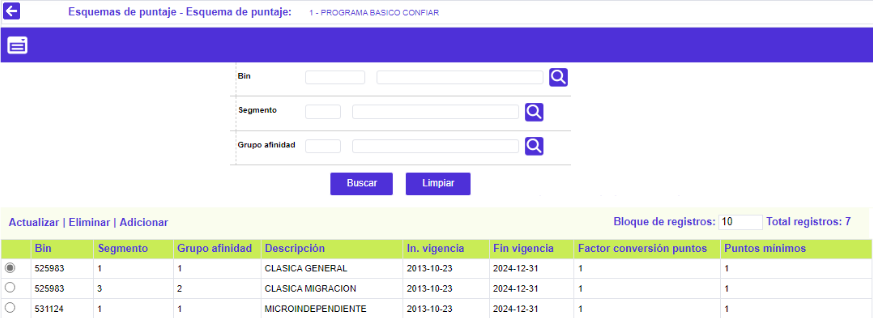 Esquemas de puntaje - Esquema de puntaje: 1 - PROGRAMA BASICO CONFIAR
Bin
Segmento
Grupo afinidad
Buscar Limpiar
Actualizar | Eliminar | Adicionar Bloque de registros: 10 Total registros: 7
Bin Segmento Grupo afinidad Descripción In. vigencia Fin vigencia Factor conversión puntos Puntos mínimos
525983 1 1 CLASICA GENERAL 2013-10-23 2024-12-31 1 1
525983 3 2 CLASICA MIGRACION 2013-10-23 2024-12-31 1 1
531124 1 1 MICROINDEPENDIENTE 2013-10-23 2024-12-31 1 1